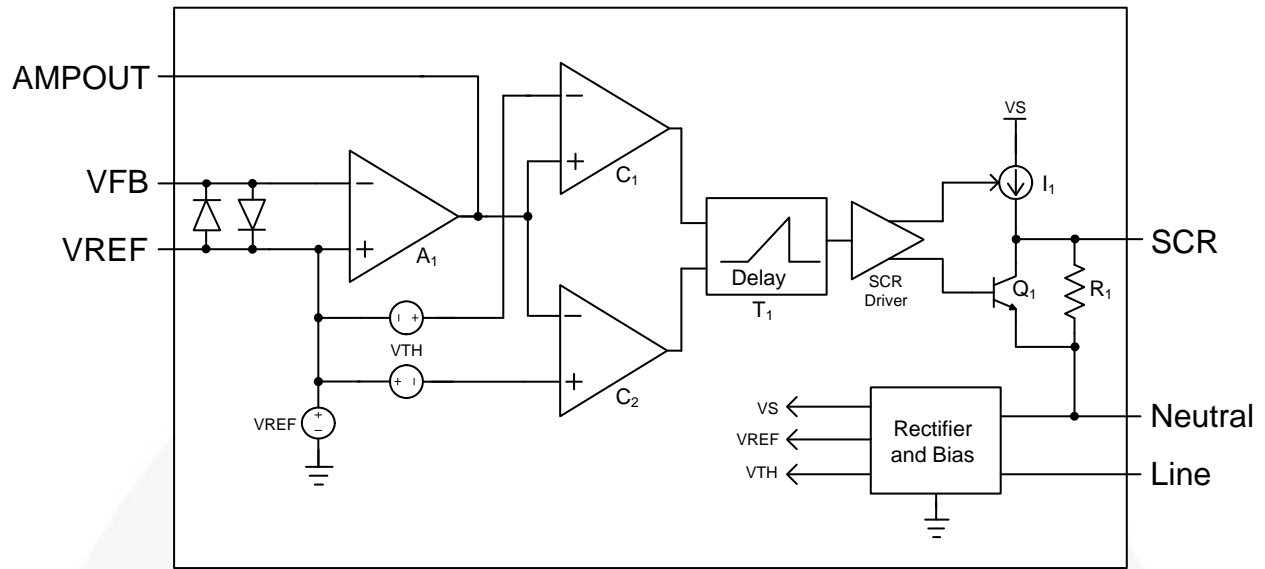 AMPOUT
VFB
VREF
A1
VTH
VREF
C1
C2
Delay
T1
SCR
Driver
VS
I1
Q1
R1
SCR
Neutral
Line
VS
VREF
VTH
Rectifier
and Bias